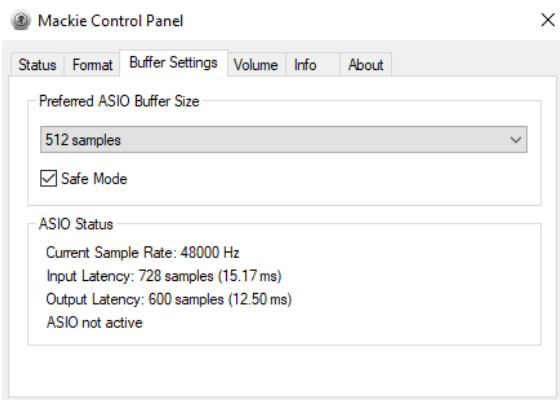 Mackie Control Panel
Status Format Buffer Settings Volume Info About
Preferred ASIO Buffer Size
512 samples
Safe Mode
ASIO Status
Current Sample Rate: 48000 Hz
Input Latency: 728 samples (15.17 ms)
Output Latency: 600 samples (12.50 ms)
ASIO not active